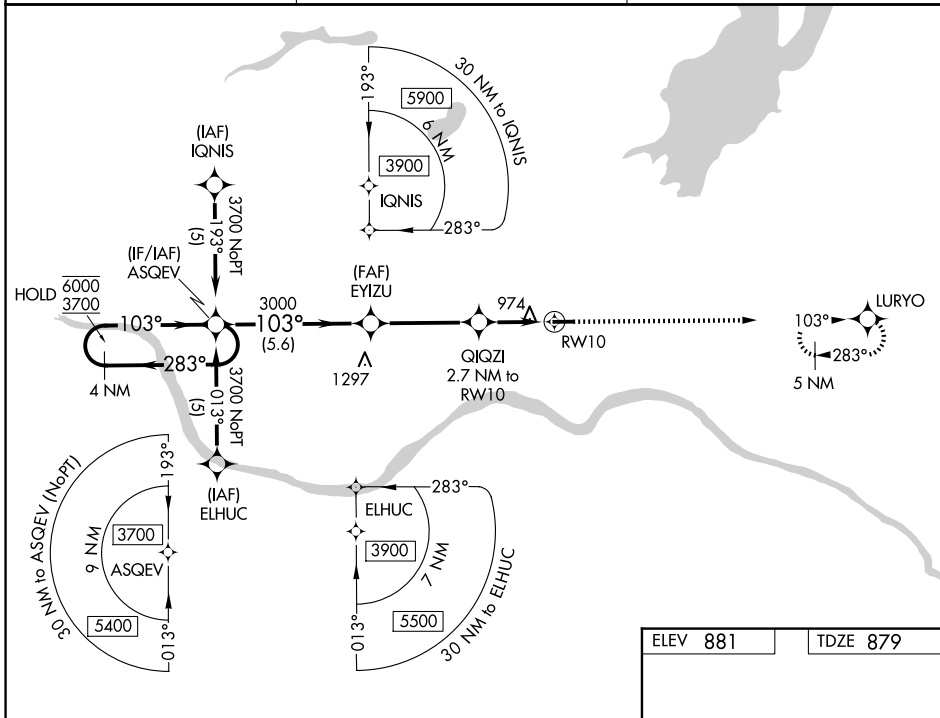 193°
30 NM to IQNIS
5900
6 NM
3900
IQNIS
283°
(IAF)
IQNIS
3700 NoPT
193°
(5)
(IF/IAF)
ASQEV
HOLD
6000
3700
103°
283°
4 NM
3000
103°
(5.6)
(FAF)
EYIZU
1297
974
QIQZI
2.7 NM to
RW10
RW10
LURYO
103°
283°
5 NM
3700 NoPT
013°
(5)
(IAF)
ELHUC
30 NM to ASQEV (NoPT)
193°
9 NM
3700
ASQEV
5400
013°
283°
ELHUC
3900
7 NM
5500
013°
30 NM to ELHUC
ELEV 881
TDZE 879